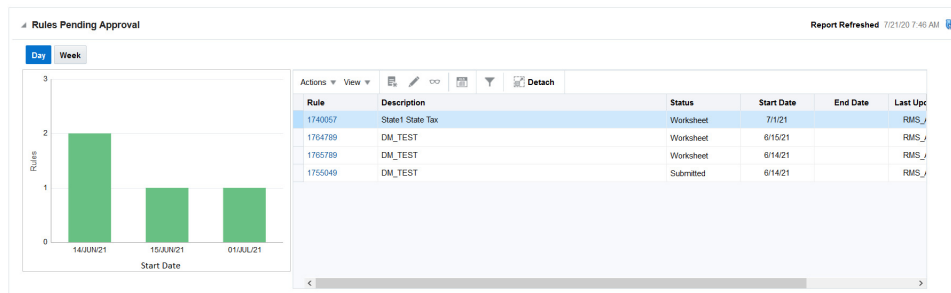 Rules Pending Approval
Report Refreshed 7/21/20 7:46 AM
Day Week
3
2
1
0
Rules
14/JUN/21 15/JUN/21 01/JUL/21
Start Date
Actions View Detach
Rule Description Status Start Date End Date Last Upd
1740057 State1 State Tax Worksheet 7/1/21 RMS_A
1764789 DM_TEST Worksheet 6/15/21 RMS_A
1765789 DM_TEST Worksheet 6/14/21 RMS_A
1755049 DM_TEST Submitted 6/14/21 RMS_A